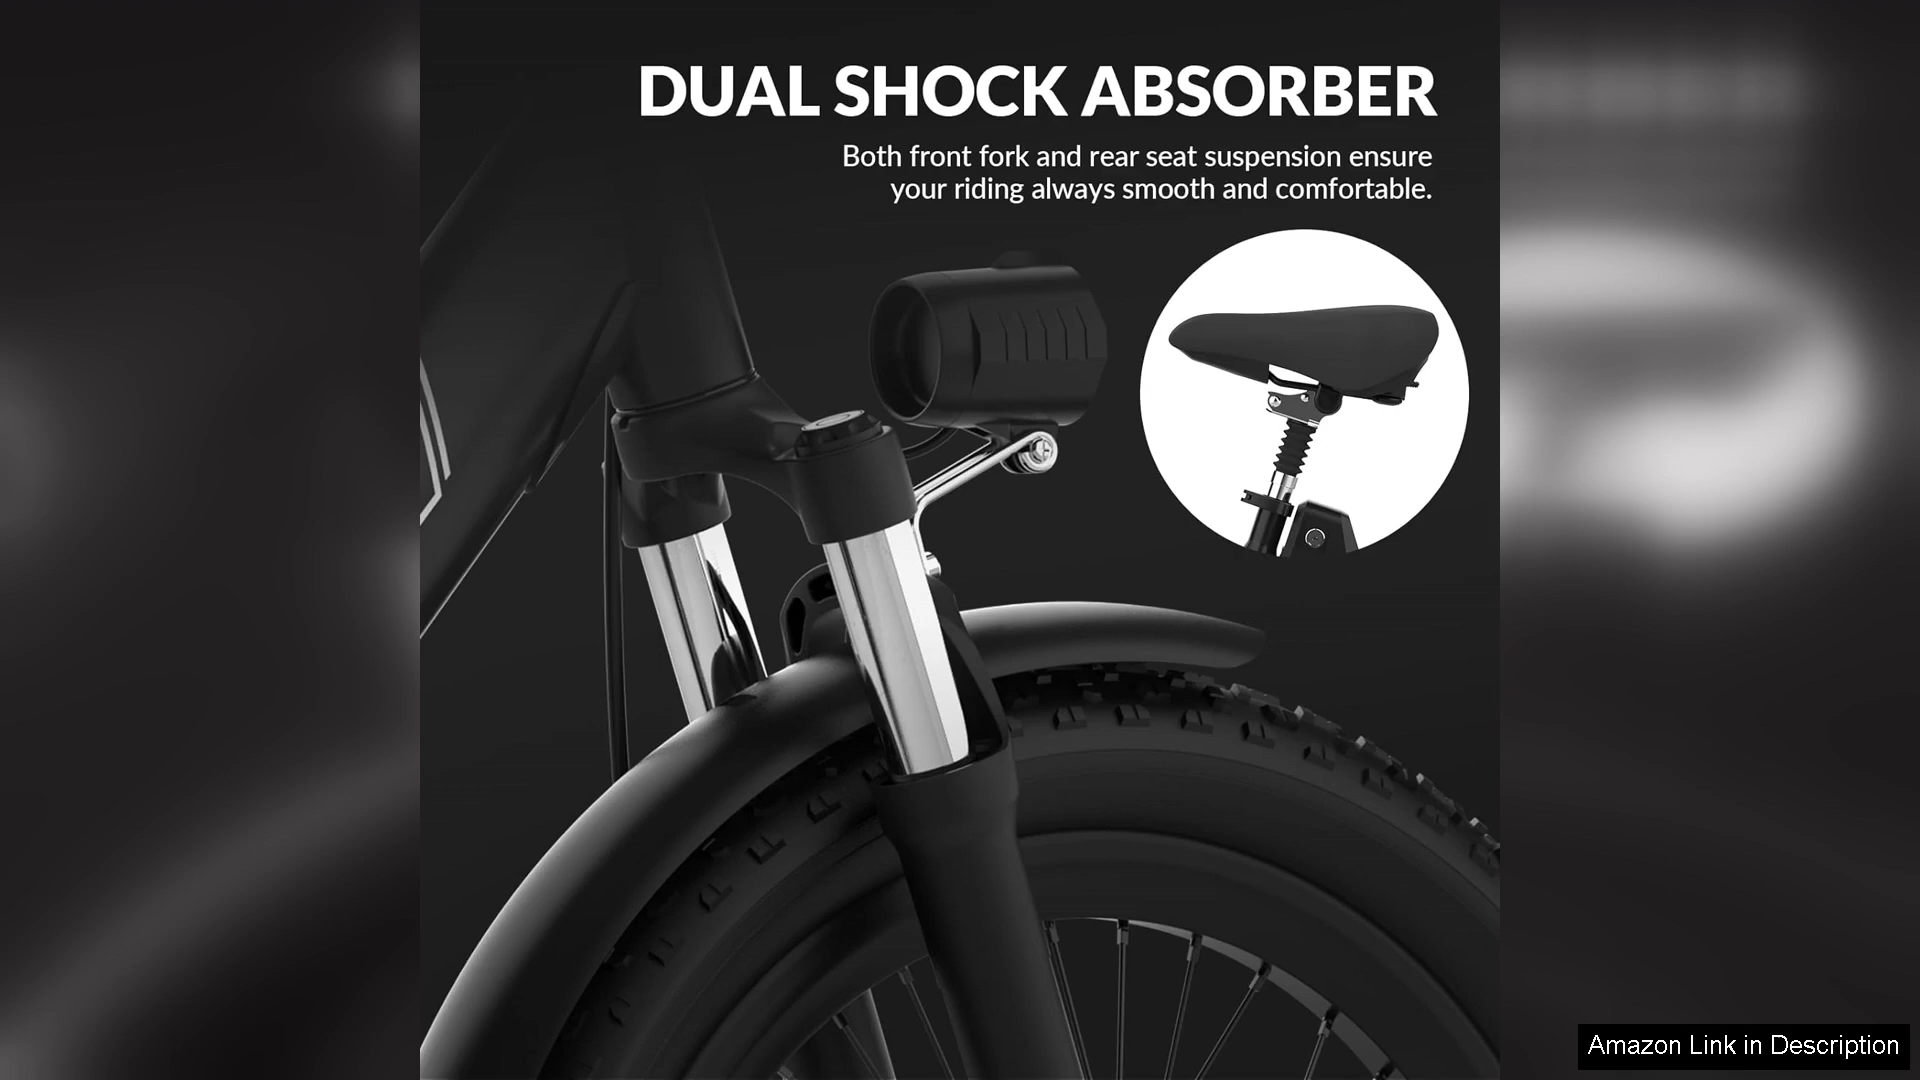 DUAL SHOCK ABSORBER
Both front fork and rear seat suspension ensure
your riding always smooth and comfortable.
Amazon Link in Description